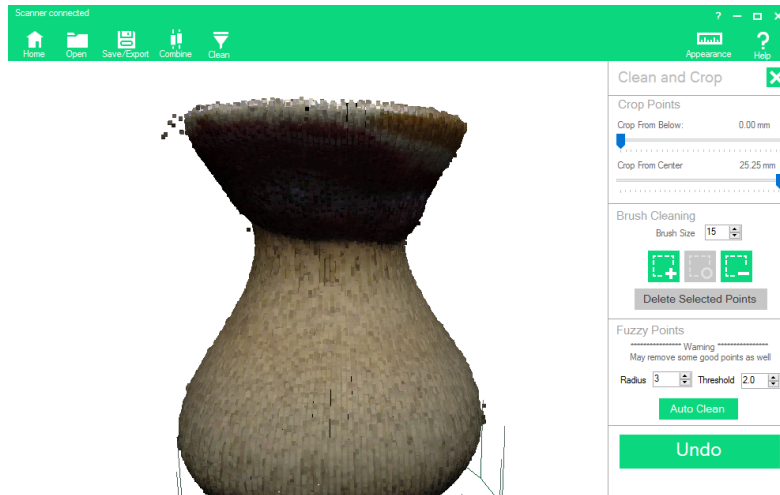 Scanner connected
?
Home Open Save/Export Combine Clean
Appearance Help
Clean and Crop
Crop Points
Crop From Below: 0.00 mm
Crop From Center 25.25 mm
Brush Cleaning
Brush Size 15
Delete Selected Points
Fuzzy Points
**************** Warning ****************
May remove some good points as well
Radius 3 Threshold 2.0
Auto Clean
Undo